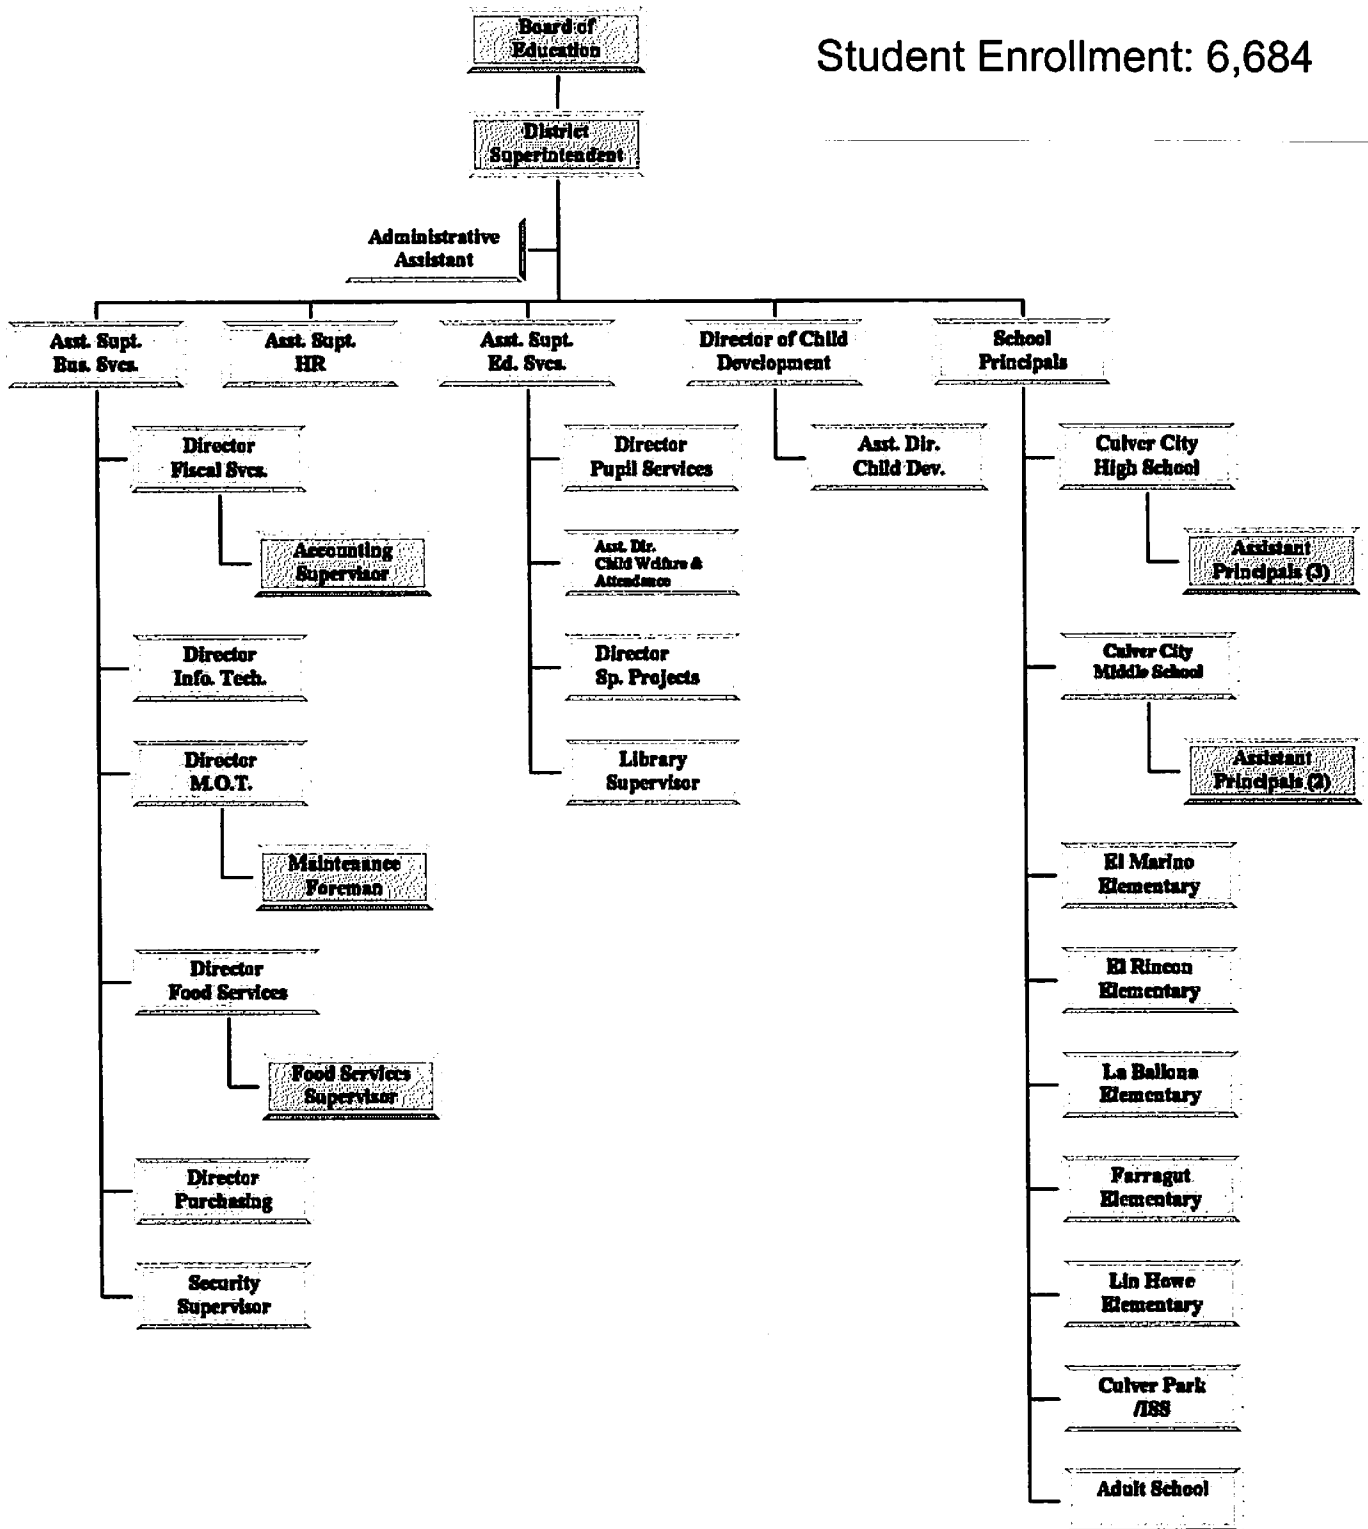 Board of
Education
Student Enrollment: 6,684
District
Superintendent
Administrative
Assistant
Asst. Supt.
Bus. Svcs.
Asst. Supt.
HR
Asst. Supt.
Ed. Svcs.
Director of Child
Development
School
Principals
Director
Fiscal Svcs.
Accounting
Supervisor
Director
Info. Tech.
Director
M.O.T.
Maintenance
Foreman
Director
Food Services
Food Services
Supervisor
Director
Purchasing
Security
Supervisor
Director
Pupil Services
Asst. Dir.
Child Welfare &
Attendance
Director
Sp. Projects
Library
Supervisor
Asst. Dir.
Child Dev.
Culver City
High School
Assistant
Principals (3)
Culver City
Middle School
Assistant
Principals (2)
El Marino
Elementary
El Rincon
Elementary
La Ballona
Elementary
Farragut
Elementary
Lin Howe
Elementary
Culver Park
/ISS
Adult School